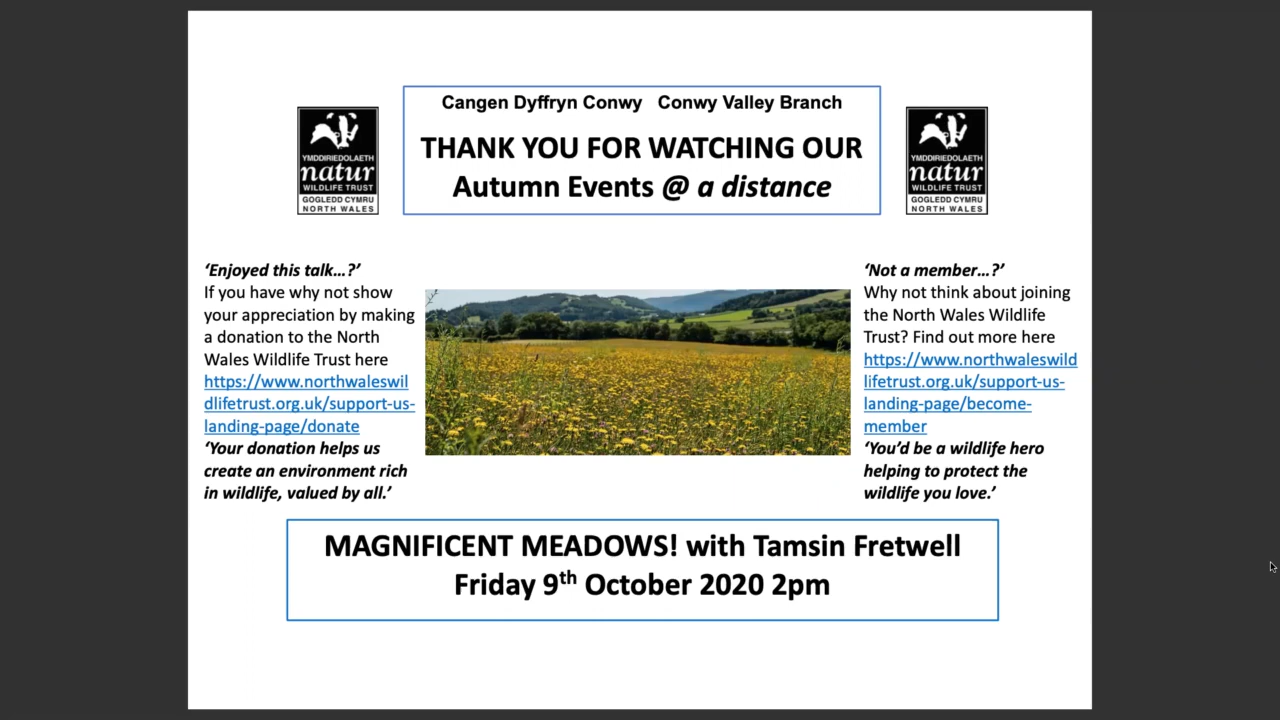 Cangen Dyffryn Conwy   Conwy Valley Branch
THANK YOU FOR WATCHING OUR
Autumn Events @ a distance
YMDDIRIEDOLAETH
natur
WILDLIFE TRUST
GOGLEDD CYMRU
NORTH WALES
YMDDIRIEDOLAETH
natur
WILDLIFE TRUST
GOGLEDD CYMRU
NORTH WALES
‘Enjoyed this talk…?’
If you have why not show
your appreciation by making
a donation to the North
Wales Wildlife Trust here
https://www.northwaleswil
dlifetrust.org.uk/support-us-
landing-page/donate
‘Your donation helps us
create an environment rich
in wildlife, valued by all.’
‘Not a member…?’
Why not think about joining
the North Wales Wildlife
Trust? Find out more here
https://www.northwaleswild
lifetrust.org.uk/support-us-
landing-page/become-
member
‘You’d be a wildlife hero
helping to protect the
wildlife you love.’
MAGNIFICENT MEADOWS! with Tamsin Fretwell
Friday 9th October 2020 2pm